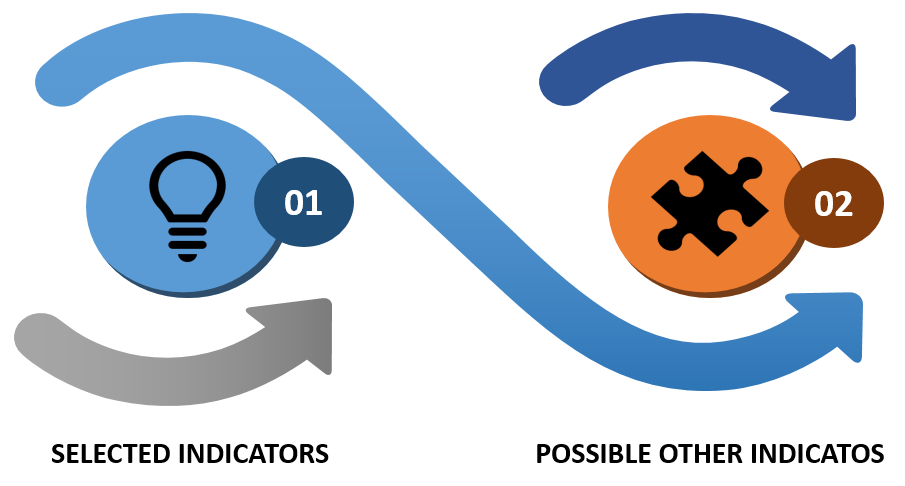 01
02
SELECTED INDICATORS
POSSIBLE OTHER INDICATOS